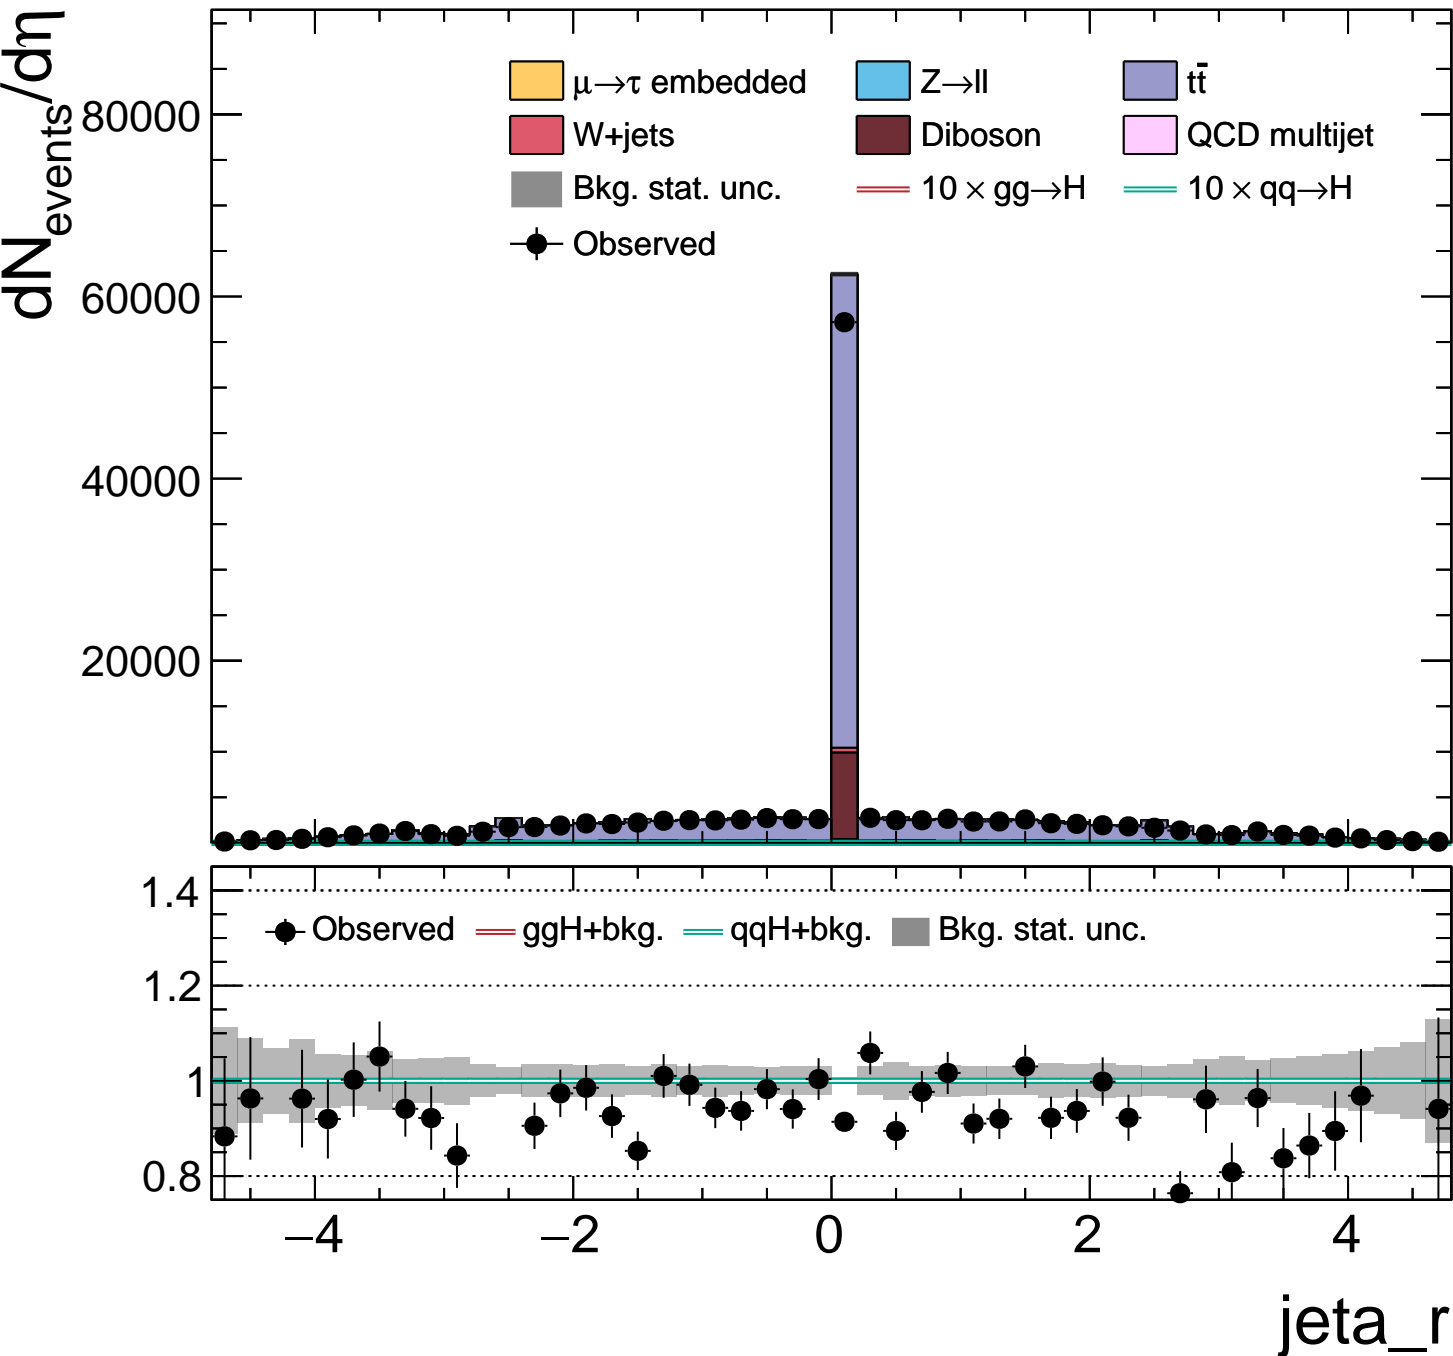 dN_events/dη
μ→τ embedded Z→ll tt̄
W+jets Diboson QCD multijet
Bkg. stat. unc. 10 × gg→H 10 × qq→H
Observed
80000
60000
40000
20000
1.4
Observed ggH+bkg. qqH+bkg. Bkg. stat. unc.
1.2
1
0.8
−4 −2 0 2 4
jeta_r